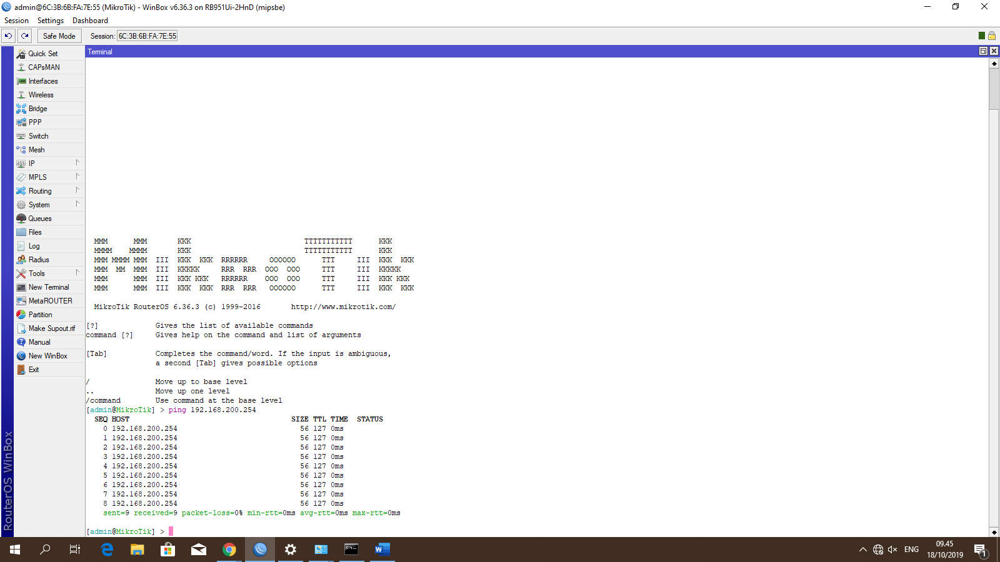 admin@6C:3B:6B:FA:7E:55 (MikroTik) - WinBox v6.36.3 on RB951Ui-2HnD (mipsbe)
Session Settings Dashboard
Safe Mode Session: 6C:3B:6B:FA:7E:55
Terminal
Quick Set
CAPsMAN
Interfaces
Wireless
Bridge
PPP
Switch
Mesh
IP
MPLS
Routing
System
Queues
Files
Log
Radius
Tools
New Terminal
MetaROUTER
Partition
Make Supout.rif
Manual
New WinBox
Exit
RouterOS WinBox
  MMM      MMM       KKK                          TTTTTTTTTTT      KKK
  MMMM    MMMM       KKK                          TTTTTTTTTTT      KKK
  MMM MMMM MMM  III  KKK  KKK  RRRRRR     OOOOOO      TTT     III  KKK  KKK
  MMM  MM  MMM  III  KKKKK     RRR  RRR  OOO  OOO     TTT     III  KKKKK
  MMM      MMM  III  KKK KKK   RRRRRR    OOO  OOO     TTT     III  KKK KKK
  MMM      MMM  III  KKK  KKK  RRR  RRR   OOOOOO      TTT     III  KKK  KKK
MikroTik RouterOS 6.36.3 (c) 1999-2016       http://www.mikrotik.com/
[?]             Gives the list of available commands
command [?]     Gives help on the command and list of arguments
[Tab]           Completes the command/word. If the input is ambiguous,
a second [Tab] gives possible options
/               Move up to base level
..              Move up one level
/command        Use command at the base level
[admin@MikroTik] > ping 192.168.200.254
SEQ HOST                                     SIZE TTL TIME  STATUS
0 192.168.200.254                            56 127 0ms
1 192.168.200.254                            56 127 0ms
2 192.168.200.254                            56 127 0ms
3 192.168.200.254                            56 127 0ms
4 192.168.200.254                            56 127 0ms
5 192.168.200.254                            56 127 0ms
6 192.168.200.254                            56 127 0ms
7 192.168.200.254                            56 127 0ms
8 192.168.200.254                            56 127 0ms
sent=9 received=9 packet-loss=0% min-rtt=0ms avg-rtt=0ms max-rtt=0ms
[admin@MikroTik] >
ENG
09.45
18/10/2019
1